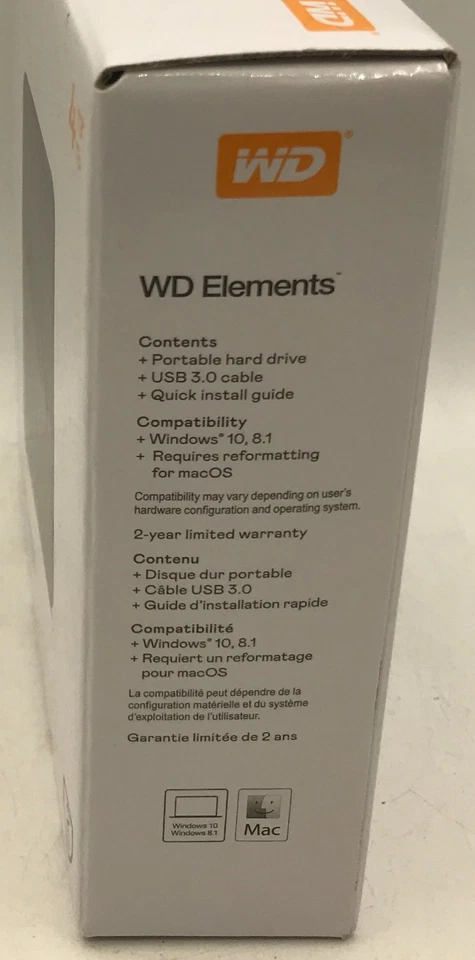 WD
WD®
WD Elements™
Contents
+ Portable hard drive
+ USB 3.0 cable
+ Quick install guide
Compatibility
+ Windows® 10, 8.1
+ Requires reformatting
for macOS
Compatibility may vary depending on user's
hardware configuration and operating system.
2-year limited warranty
Contenu
+ Disque dur portable
+ Câble USB 3.0
+ Guide d'installation rapide
Compatibilité
+ Windows® 10, 8.1
+ Requiert un reformatage
pour macOS
La compatibilité peut dépendre de la
configuration matérielle et du système
d'exploitation de l'utilisateur.
Garantie limitée de 2 ans
Windows 10
Windows 8.1
Mac